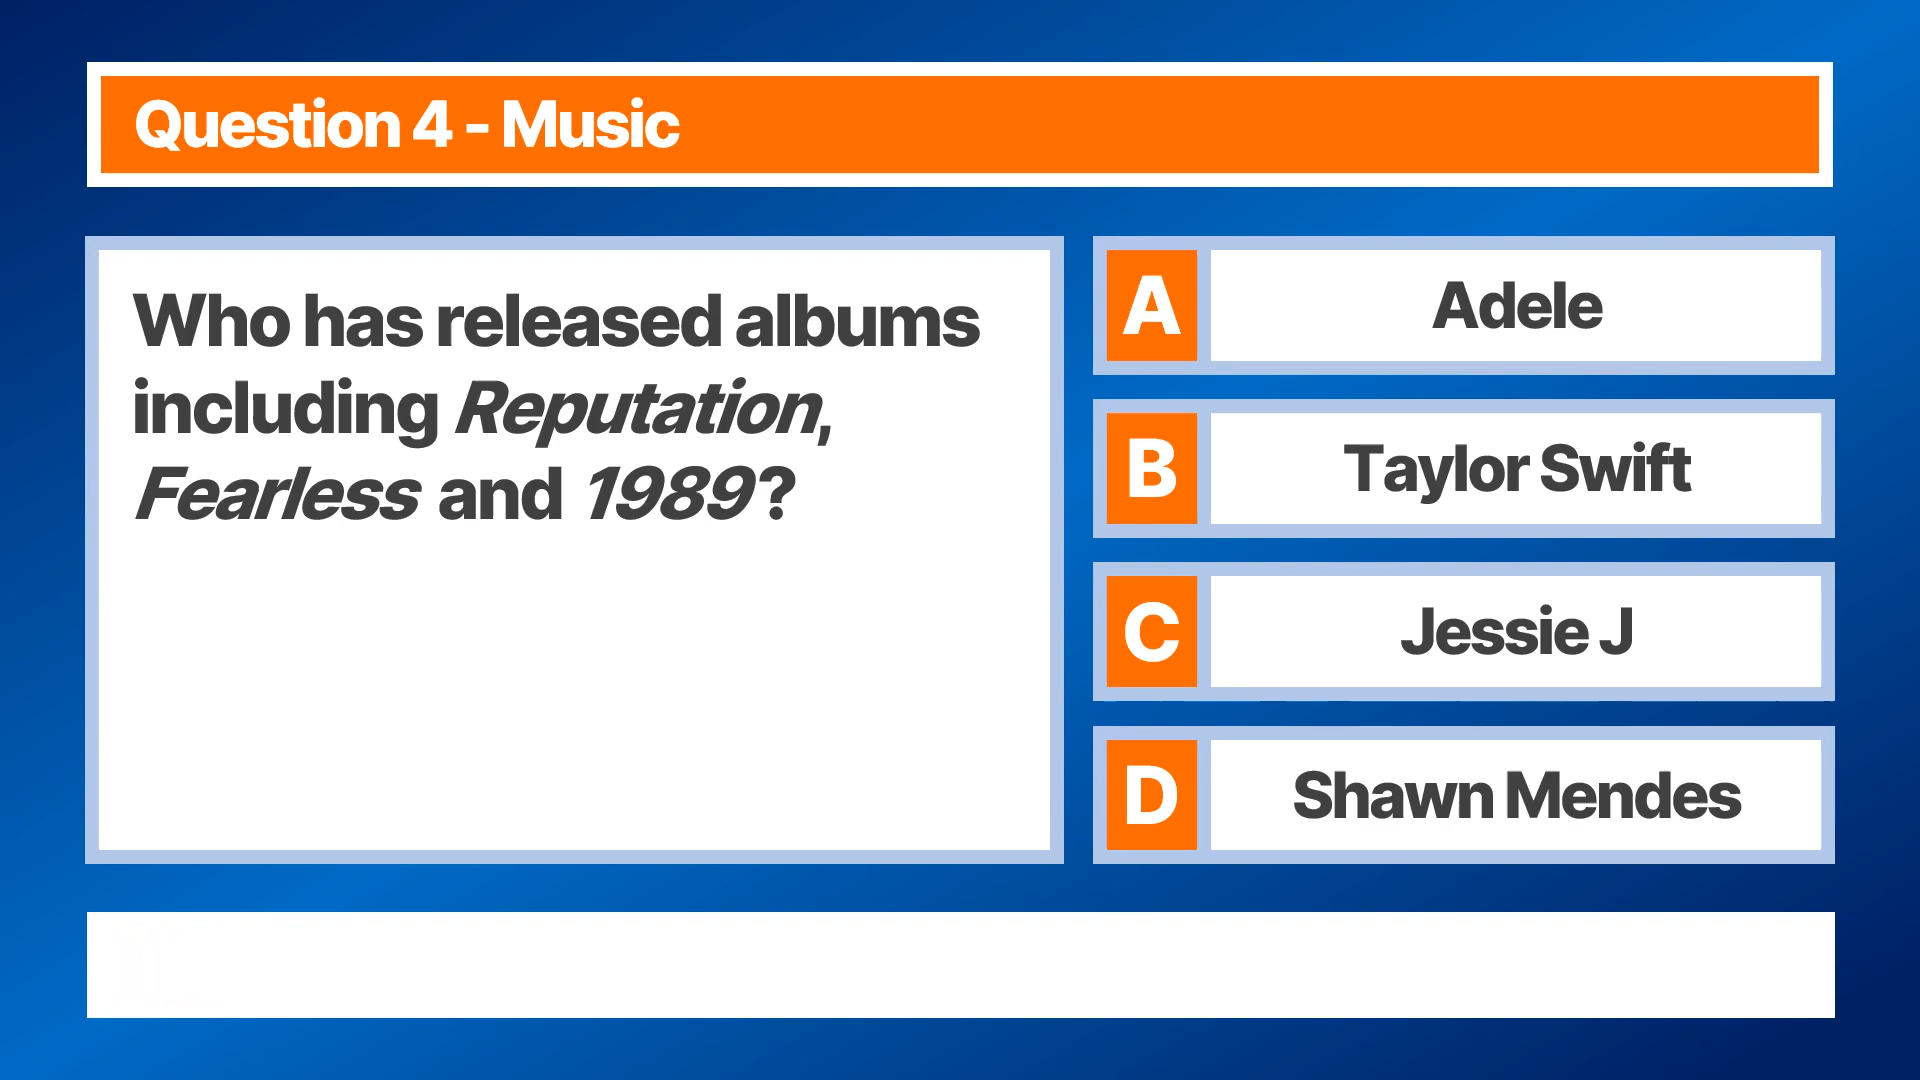 Question 4 - Music
Who has released albums
including Reputation,
Fearless and 1989?
A Adele
B Taylor Swift
C Jessie J
D Shawn Mendes